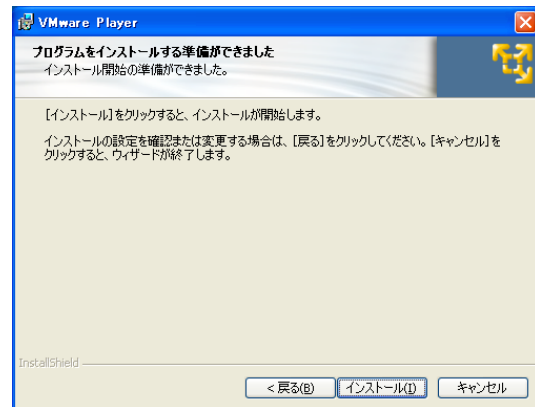 VMware Player
プログラムをインストールする準備ができました
インストール開始の準備ができました。
[インストール]をクリックすると、インストールが開始します。
インストールの設定を確認または変更する場合は、[戻る]をクリックしてください。[キャンセル]を
クリックすると、ウィザードが終了します。
InstallShield
< 戻る(B) インストール(I) キャンセル